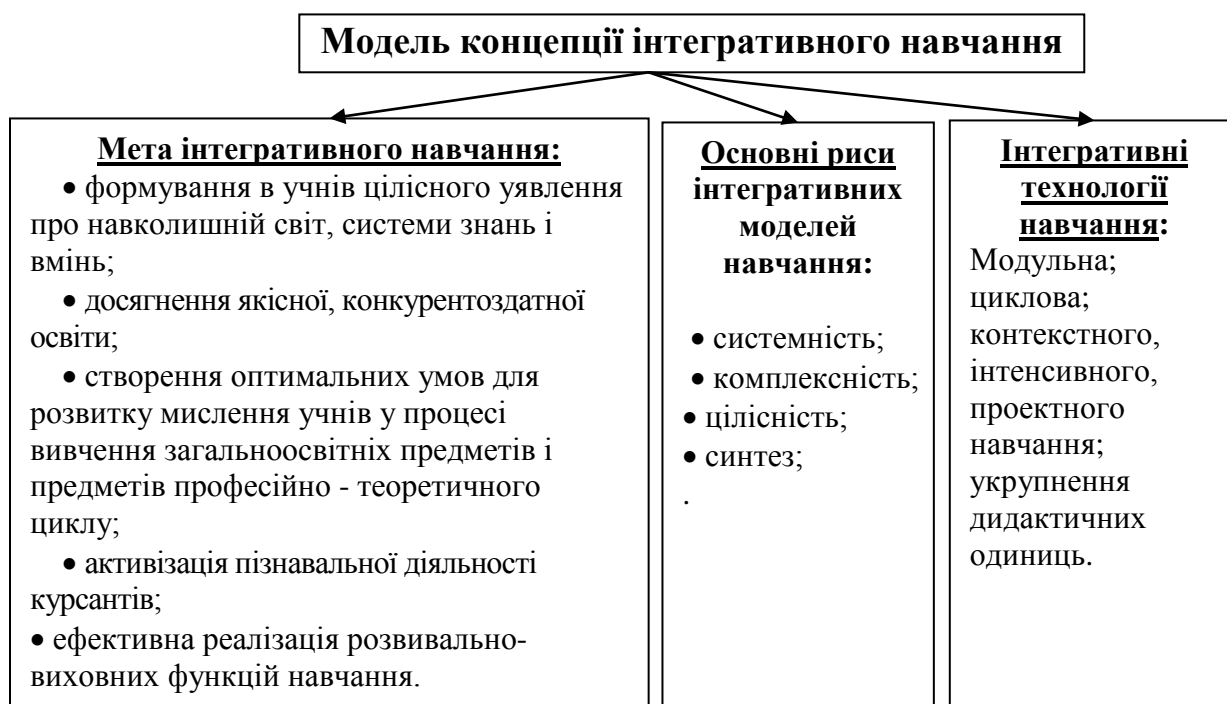 Модель концепції інтегративного навчання
Мета інтегративного навчання:
• формування в учнів цілісного уявлення
про навколишній світ, системи знань і
вмінь;
• досягнення якісної, конкурентоздатної
освіти;
• створення оптимальних умов для
розвитку мислення учнів у процесі
вивчення загальноосвітніх предметів і
предметів професійно - теоретичного
циклу;
• активізація пізнавальної діяльності
курсантів;
• ефективна реалізація розвивально-
виховних функцій навчання.
Основні риси
інтегративних
моделей
навчання:
• системність;
• комплексність;
• цілісність;
• синтез;
.
Інтегративні
технології
навчання:
Модульна;
циклова;
контекстного,
інтенсивного,
проектного
навчання;
укрупнення
дидактичних
одиниць.